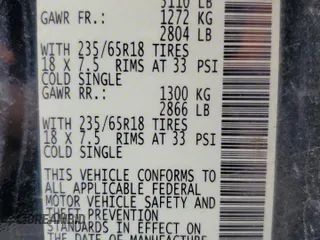 5110 LB
GAWR FR.: 1272 KG
2804 LB
WITH 235/65R18 TIRES
18 X 7.5 RIMS AT 33 PSI
COLD SINGLE
GAWR RR.: 1300 KG
2866 LB
WITH 235/65R18 TIRES
18 X 7.5 RIMS AT 33 PSI
COLD SINGLE
THIS VEHICLE CONFORMS TO
ALL APPLICABLE FEDERAL
MOTOR VEHICLE SAFETY AND
PREVENTION
STANDARDS IN EFFECT ON
THE DATE OF MANUFACTURE